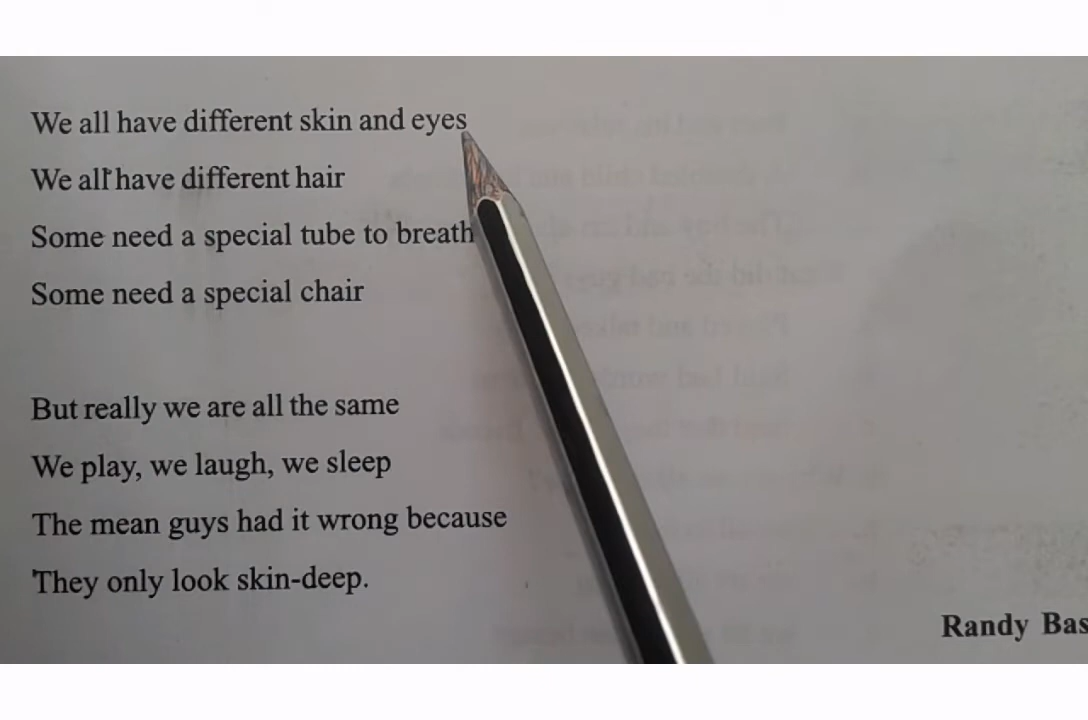 We all have different skin and eyes
We all have different hair
Some need a special tube to breath
Some need a special chair
But really we are all the same
We play, we laugh, we sleep
The mean guys had it wrong because
They only look skin-deep.
Randy Bas